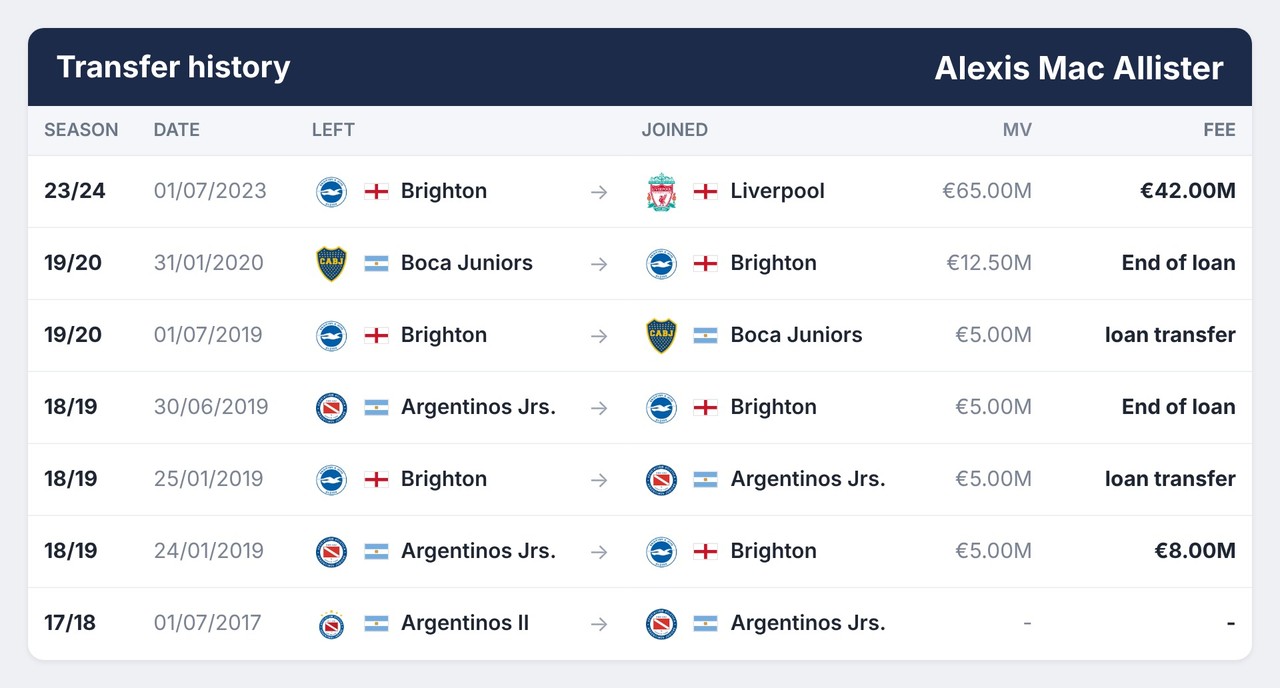 Transfer history Alexis Mac Allister
SEASON DATE LEFT JOINED MV FEE
23/24 01/07/2023 Brighton → Liverpool €65.00M €42.00M
19/20 31/01/2020 CABJ Boca Juniors → Brighton €12.50M End of loan
19/20 01/07/2019 Brighton → CABJ Boca Juniors €5.00M loan transfer
18/19 30/06/2019 Argentinos Jrs. → Brighton €5.00M End of loan
18/19 25/01/2019 Brighton → Argentinos Jrs. €5.00M loan transfer
18/19 24/01/2019 Argentinos Jrs. → Brighton €5.00M €8.00M
17/18 01/07/2017 Argentinos II → Argentinos Jrs. - -